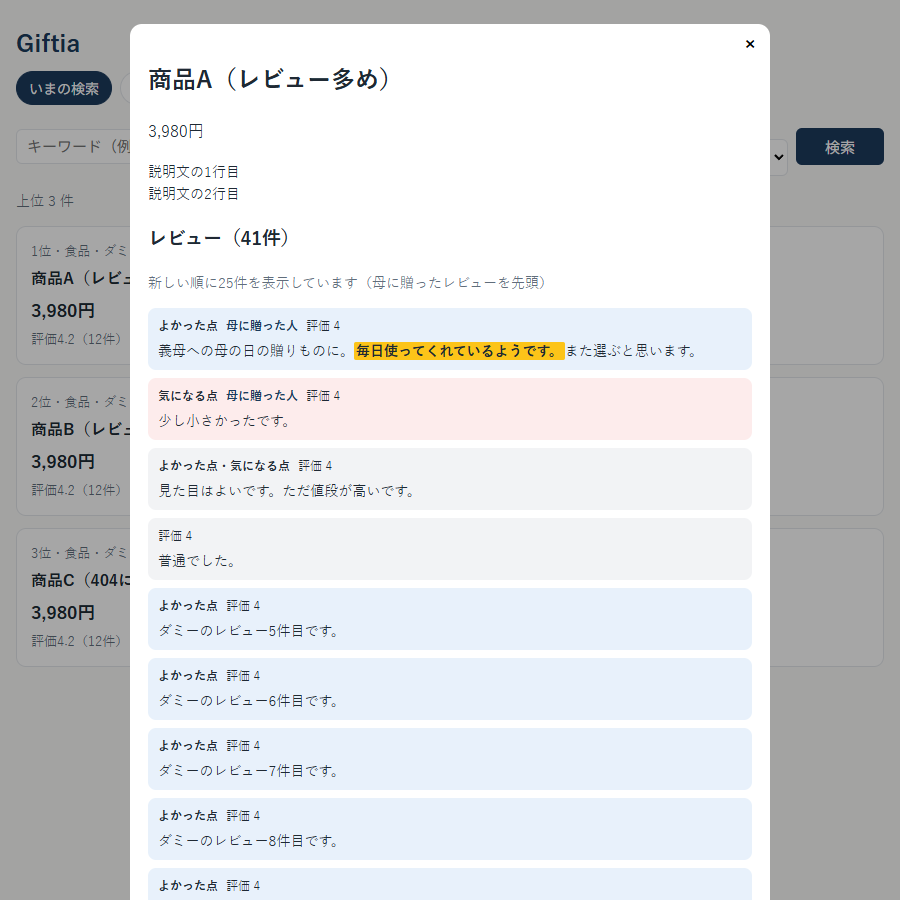 Giftia
いまの検索
キーワード（例
検索
上位 3 件
1位・食品・ダミ
商品A（レビュ
3,980円
評価4.2（12件）
2位・食品・ダミ
商品B（レビュ
3,980円
評価4.2（12件）
3位・食品・ダミ
商品C（404に
3,980円
評価4.2（12件）
×
商品A（レビュー多め）
3,980円
説明文の1行目
説明文の2行目
レビュー（41件）
新しい順に25件を表示しています（母に贈ったレビューを先頭）
よかった点 母に贈った人 評価 4
義母への母の日の贈りものに。毎日使ってくれているようです。また選ぶと思います。
気になる点 母に贈った人 評価 4
少し小さかったです。
よかった点・気になる点 評価 4
見た目はよいです。ただ値段が高いです。
評価 4
普通でした。
よかった点 評価 4
ダミーのレビュー5件目です。
よかった点 評価 4
ダミーのレビュー6件目です。
よかった点 評価 4
ダミーのレビュー7件目です。
よかった点 評価 4
ダミーのレビュー8件目です。
よかった点 評価 4